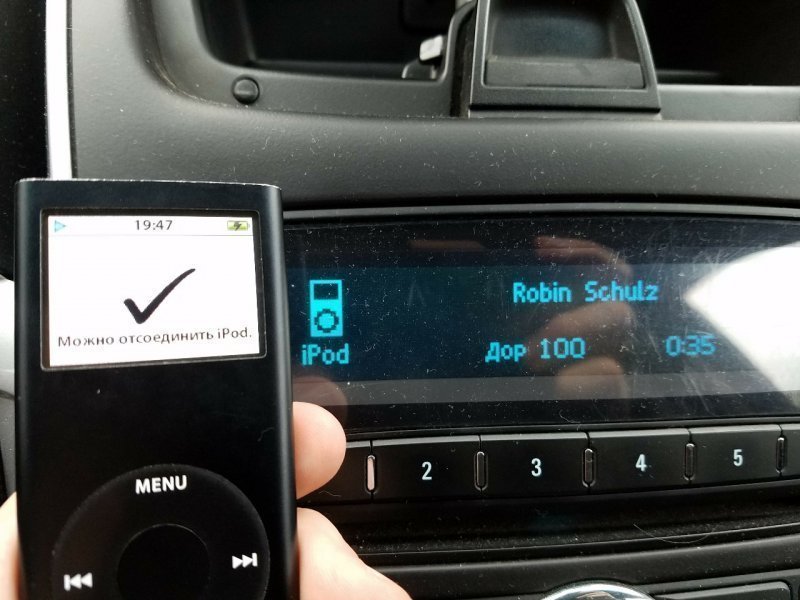 19:47
Можно отсоединить iPod.
MENU
Robin Schulz
iPod
Дор 100
0:35
2
3
4
5